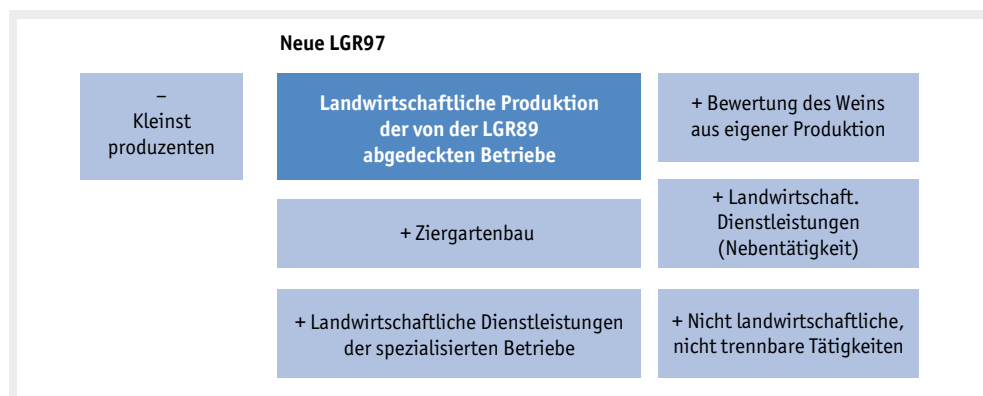 Neue LGR97
–
Kleinst
produzenten
Landwirtschaftliche Produktion
der von der LGR89
abgedeckten Betriebe
+ Bewertung des Weins
aus eigener Produktion
+ Ziergartenbau
+ Landwirtschaft.
Dienstleistungen
(Nebentätigkeit)
+ Landwirtschaftliche Dienstleistungen
der spezialisierten Betriebe
+ Nicht landwirtschaftliche,
nicht trennbare Tätigkeiten